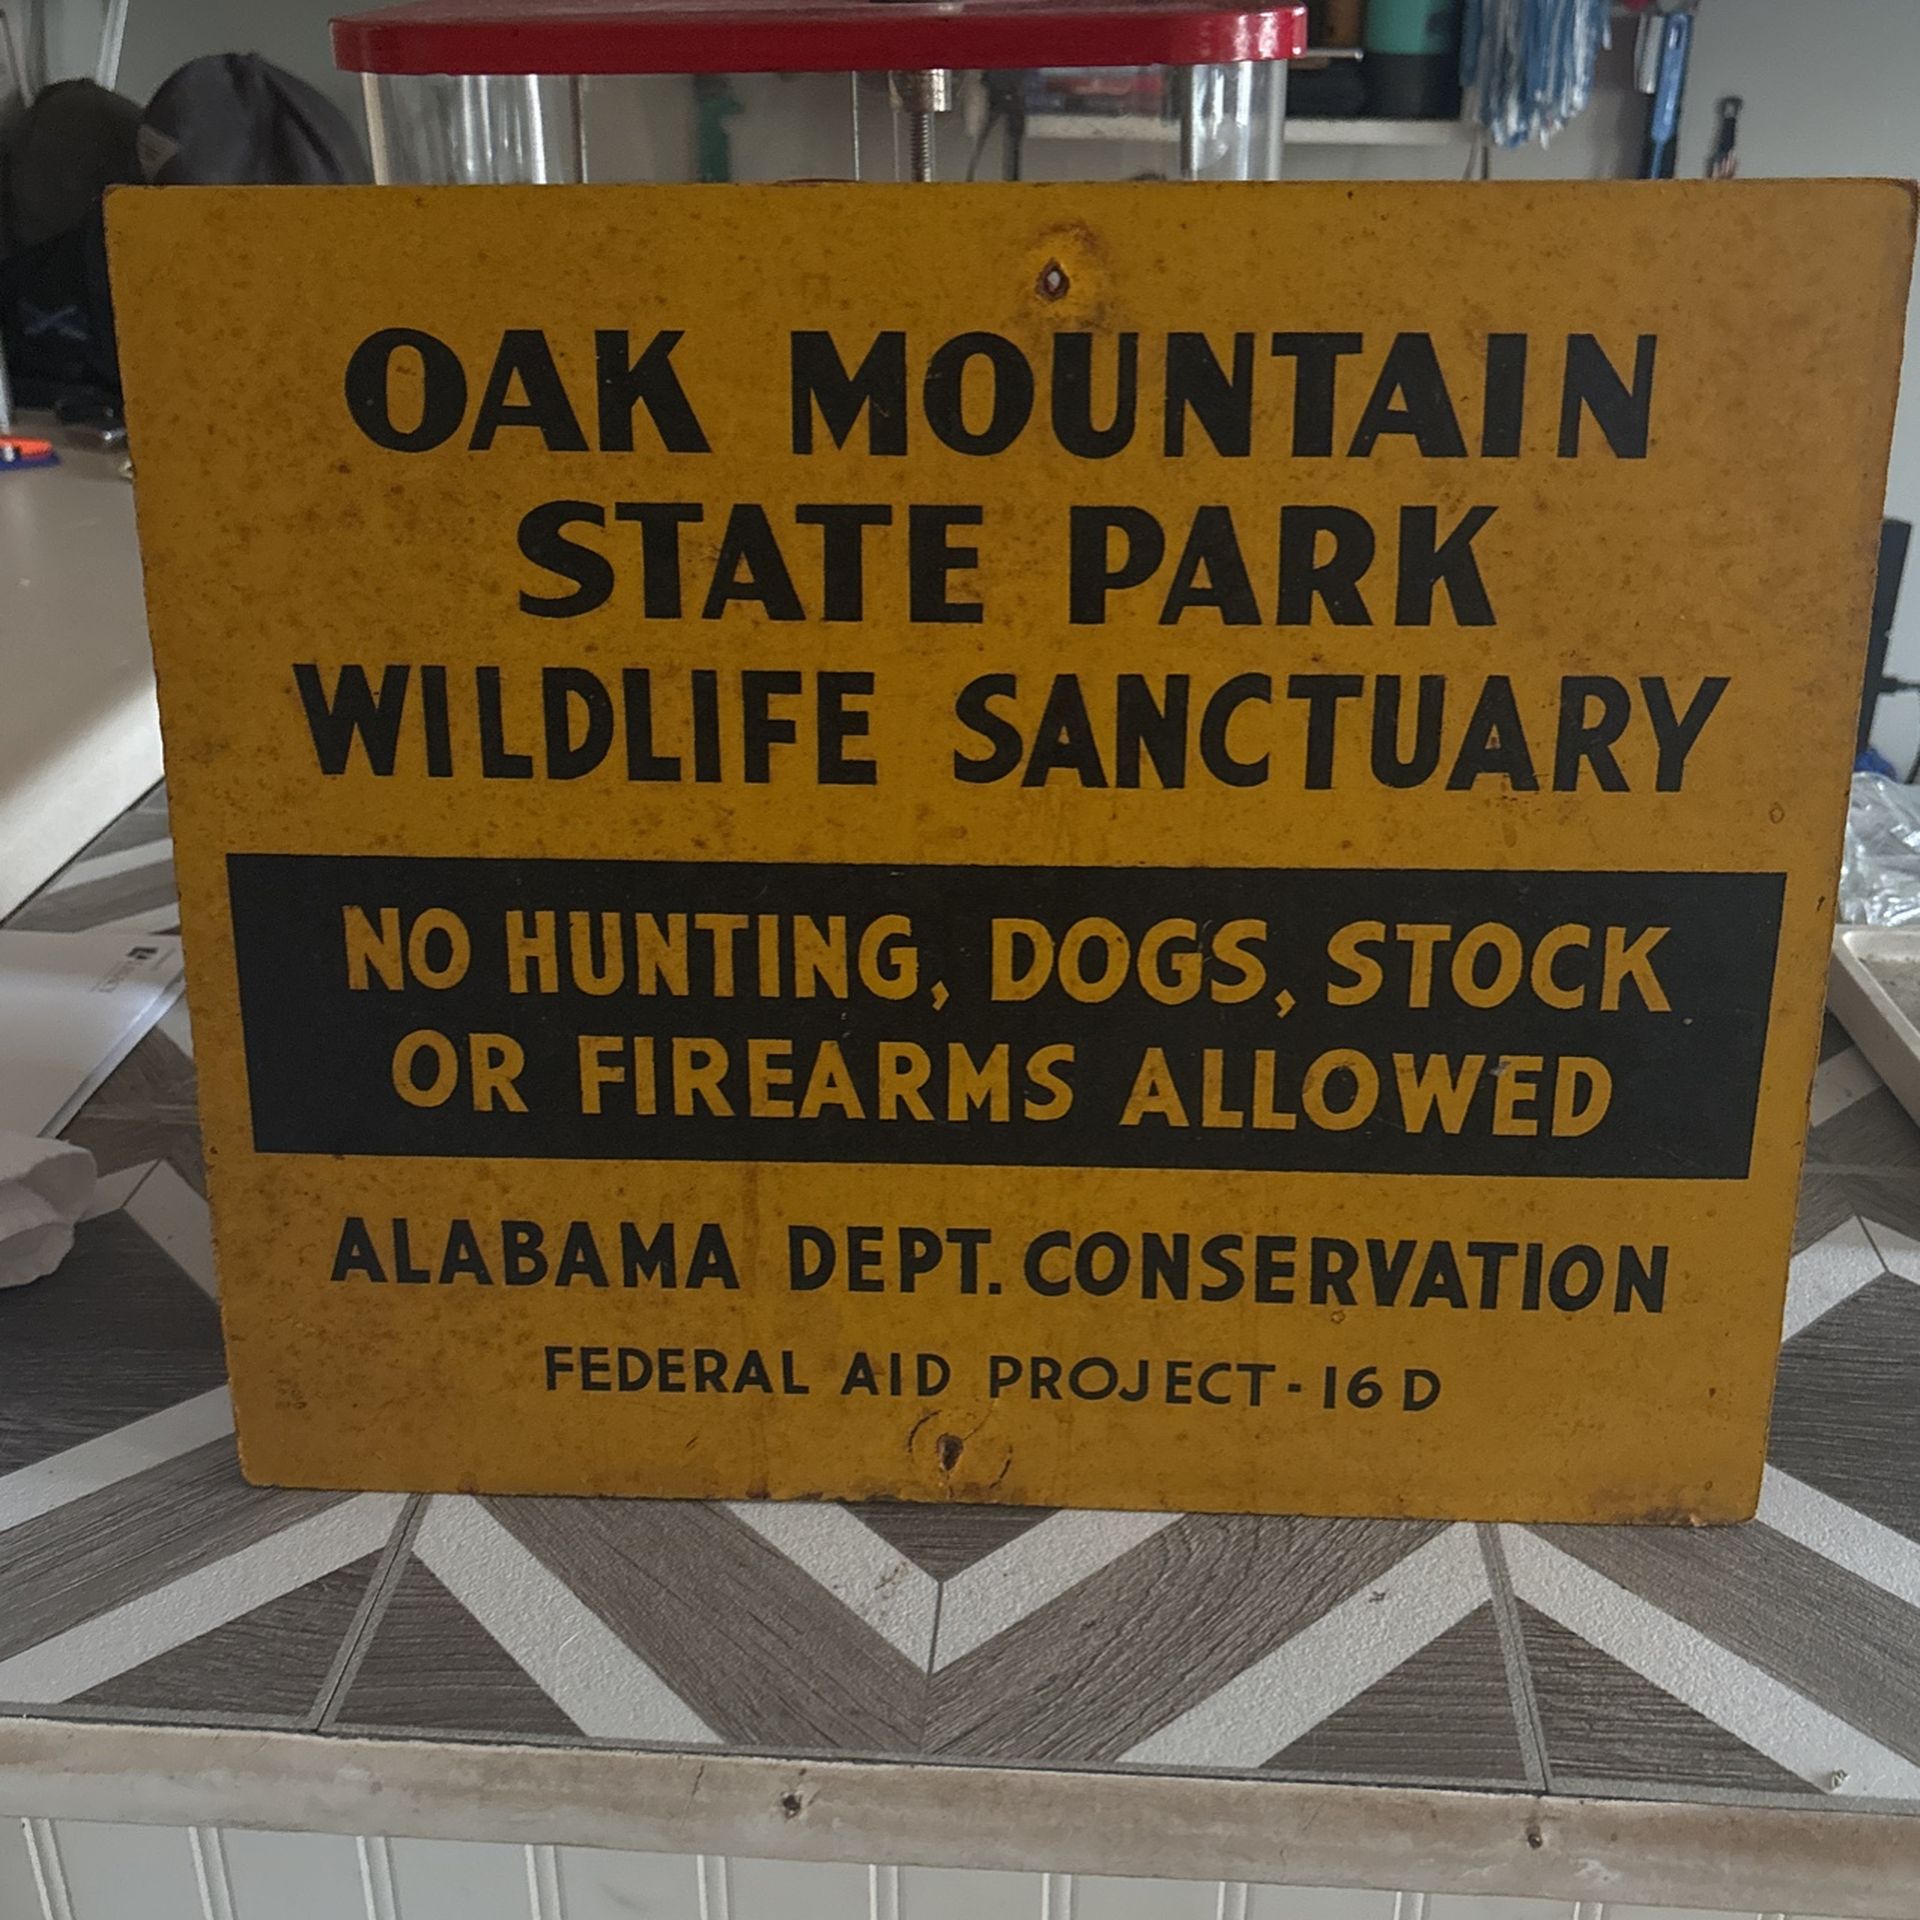 OAK MOUNTAIN
STATE PARK
WILDLIFE SANCTUARY
NO HUNTING, DOGS, STOCK
OR FIREARMS ALLOWED
ALABAMA DEPT. CONSERVATION
FEDERAL AID PROJECT - 16 D